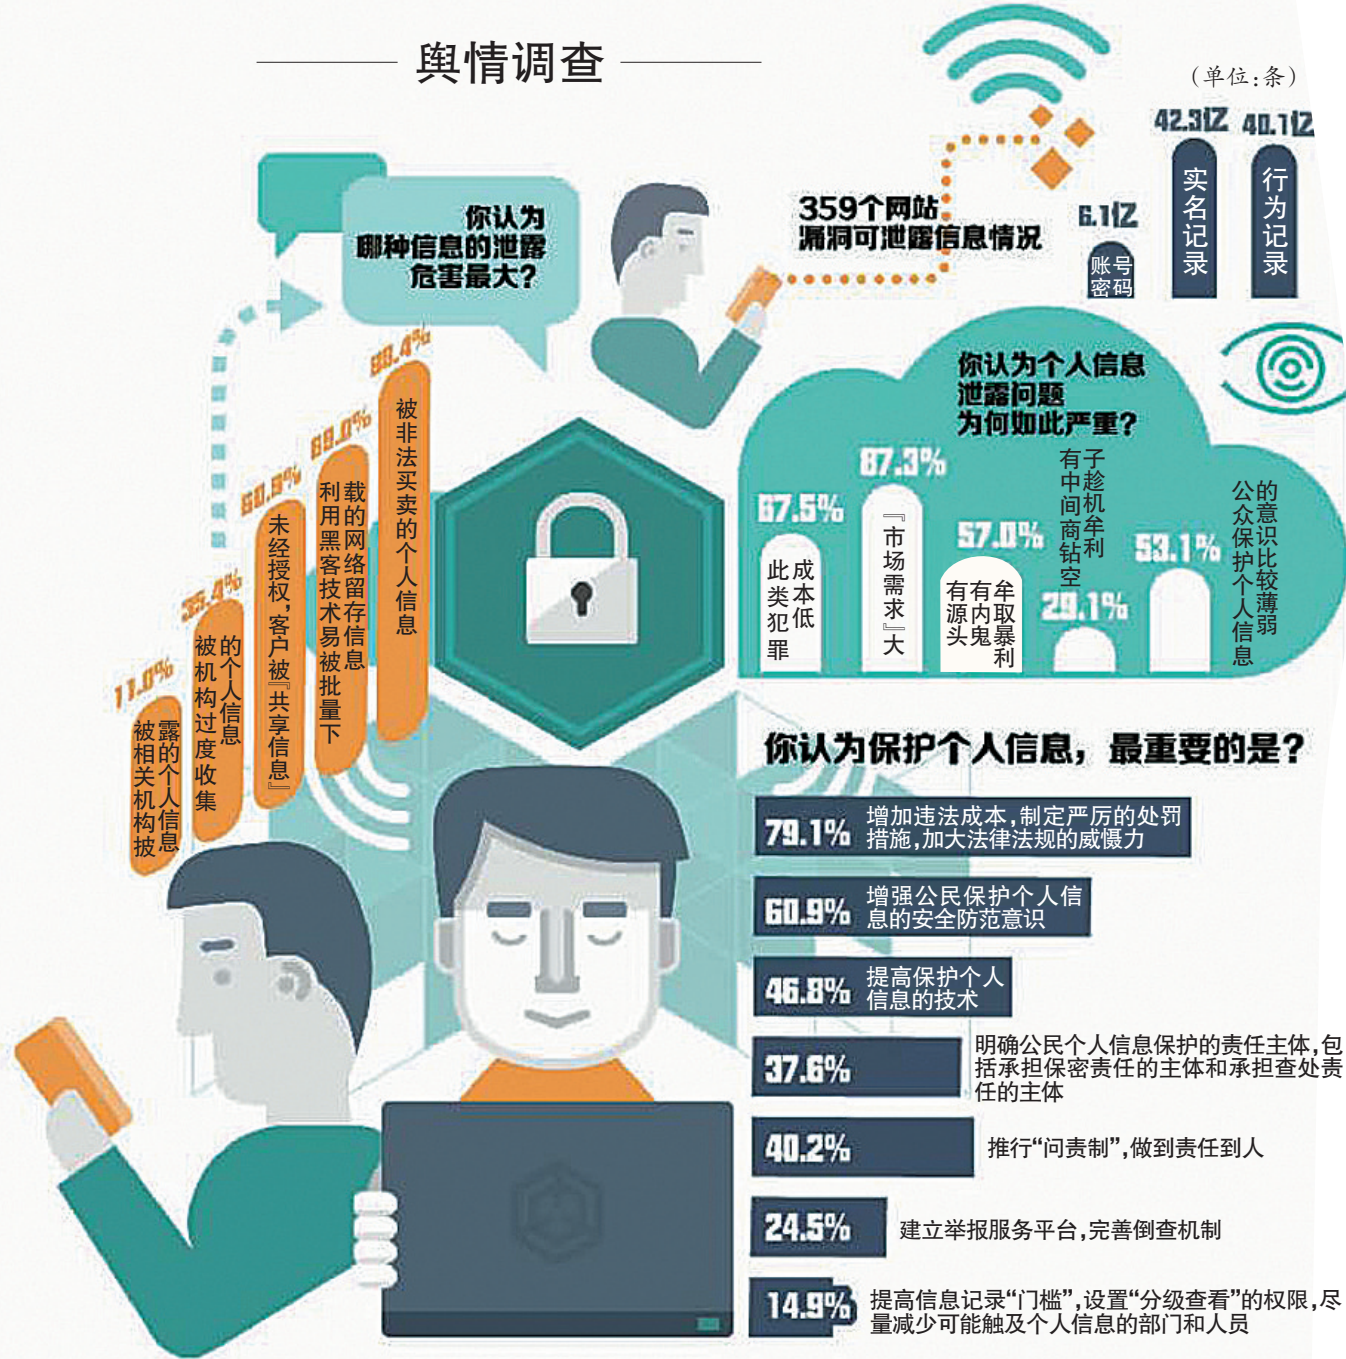 舆情调查
(单位:条)
359个网站
漏洞可泄露信息情况
6.1亿
账号
密码
42.3亿
实名记录
40.1亿
行为记录
你认为
哪种信息的泄露
危害最大?
11.0%
被相关机构披
露的个人信息
35.4%
被机构过度收集
的个人信息
未经授权,客户被『共享信息』
利用黑客技术易被批量下
载的网络留存信息
88.4%
被非法买卖的个人信息
你认为个人信息
泄露问题
为何如此严重?
67.5%
此类犯罪
成本低
87.3%
『市场需求』大
57.0%
有源头
有内鬼
牟取暴利
有中间商钻空
子趁机牟利
29.1%
53.1%
公众保护个人信息
的意识比较薄弱
你认为保护个人信息，最重要的是?
79.1%
增加违法成本,制定严厉的处罚
措施,加大法律法规的威慑力
60.9%
增强公民保护个人信
息的安全防范意识
46.8%
提高保护个人
信息的技术
37.6%
明确公民个人信息保护的责任主体,包
括承担保密责任的主体和承担查处责
任的主体
40.2%
推行“问责制”,做到责任到人
24.5%
建立举报服务平台,完善倒查机制
14.9%
提高信息记录“门槛”,设置“分级查看”的权限,尽
量减少可能触及个人信息的部门和人员